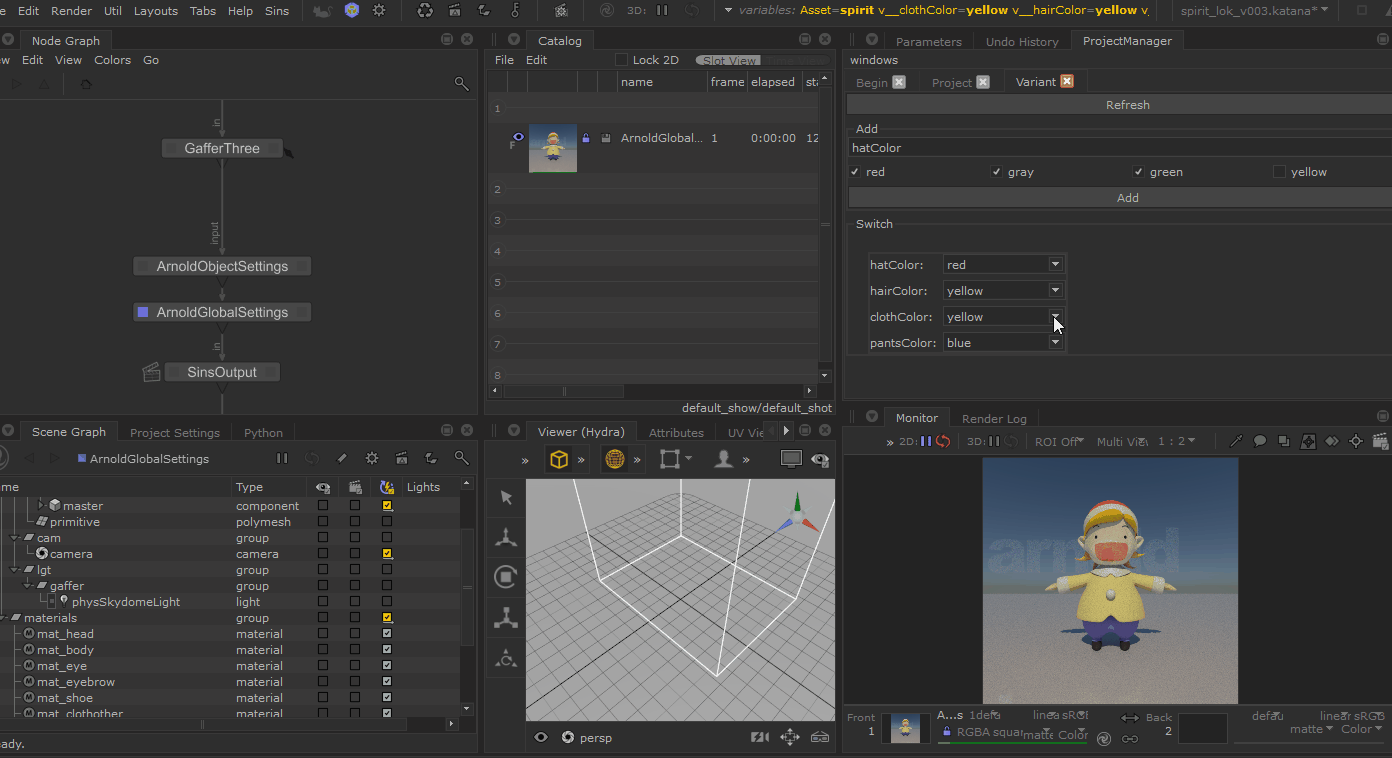 Edit Render Util Layouts Tabs Help Sins 3D: variables: Asset=spirit v__clothColor=yellow v__hairColor=yellow v_ spirit_lok_v003.katana*
Node Graph
Edit View Colors Go
in
GafferThree
input
ArnoldObjectSettings
ArnoldGlobalSettings
in
SinsOutput
Catalog
File Edit Lock 2D Slot View
name frame elapsed
1
F ArnoldGlobal... 1 0:00:00 12
2
3
4
5
6
7
8
default_show/default_shot
Parameters Undo History ProjectManager
windows
Begin Project Variant
Refresh
Add
hatColor
red gray green yellow
Add
Switch
hatColor: red
hairColor: yellow
clothColor: yellow
pantsColor: blue
Scene Graph Project Settings Python
ArnoldGlobalSettings
Type Lights
master component
primitive polymesh
cam group
camera camera
lgt group
gaffer group
physSkydomeLight light
materials group
mat_head material
mat_body material
mat_eye material
mat_eyebrow material
mat_shoe material
mat_clothother material
Viewer (Hydra) Attributes UV Vie
persp
Monitor Render Log
» 2D: 3D: ROI Off Multi Vi 1 : 2
arnold
Front A...s 1 defa linea sRGB Back defau linear sRGB
1 RGBA squar matte Color 2 matte Color